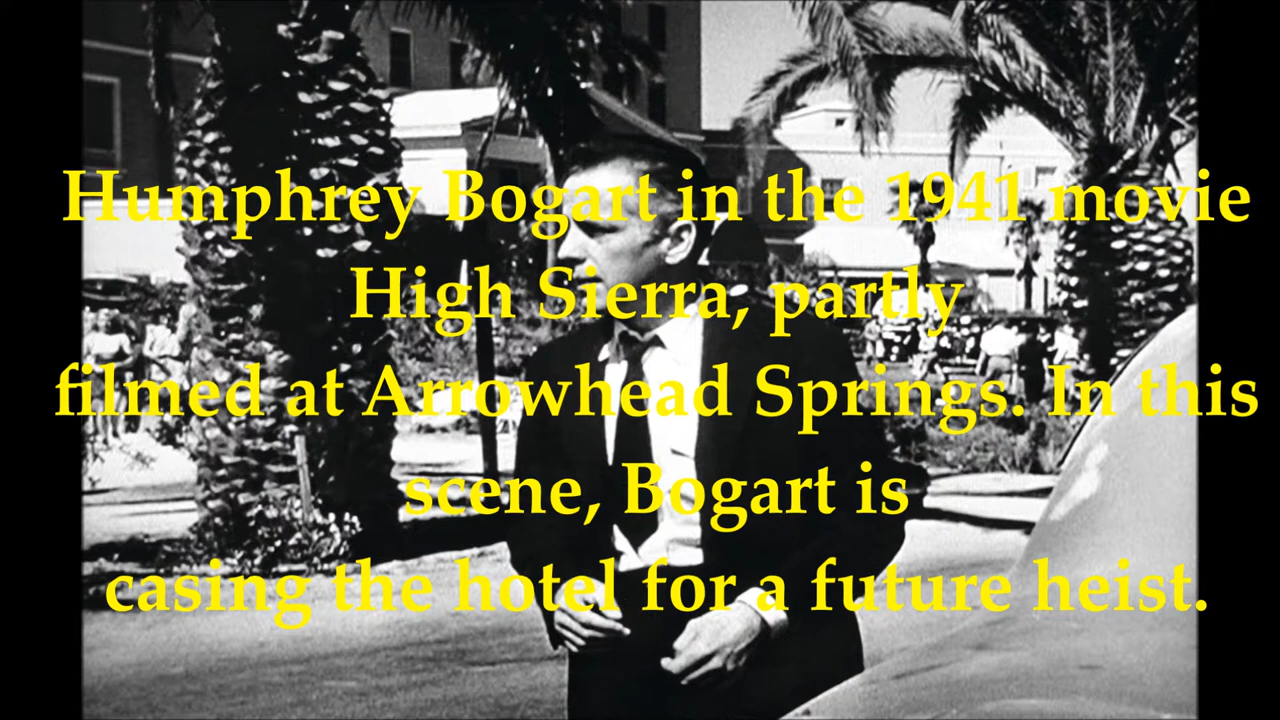 Humphrey Bogart in the 1941 movie
High Sierra, partly
filmed at Arrowhead Springs. In this
scene, Bogart is
casing the hotel for a future heist.